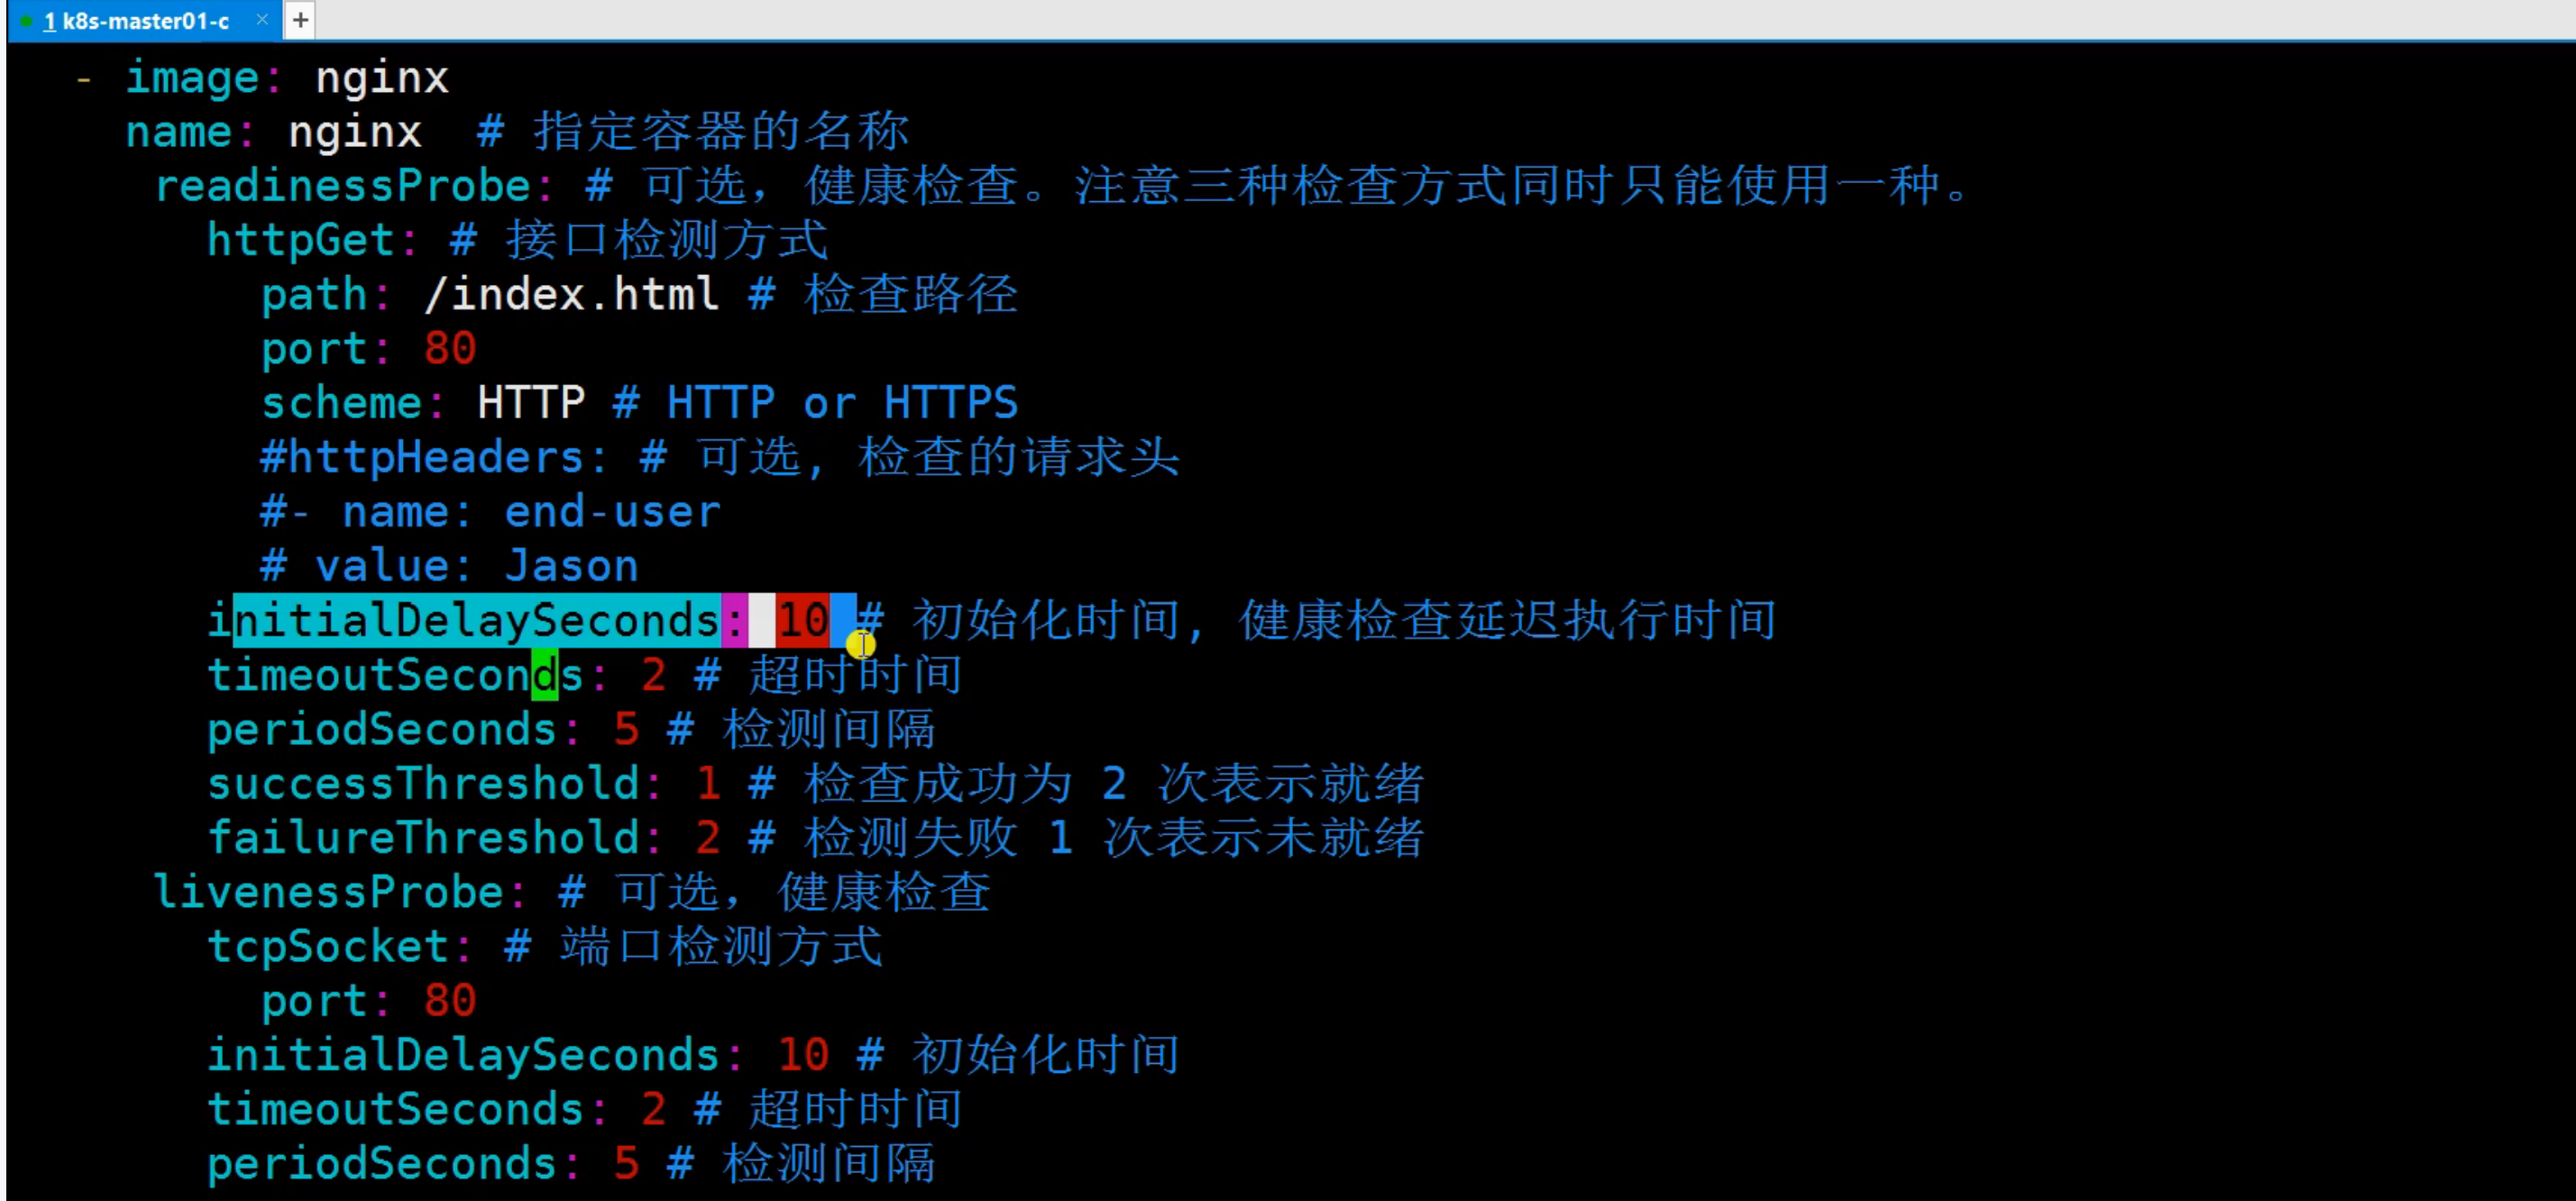 1 k8s-master01-c × +
- image: nginx
name: nginx # 指定容器的名称
readinessProbe: # 可选，健康检查。注意三种检查方式同时只能使用一种。
httpGet: # 接口检测方式
path: /index.html # 检查路径
port: 80
scheme: HTTP # HTTP or HTTPS
#httpHeaders: # 可选, 检查的请求头
#- name: end-user
# value: Jason
initialDelaySeconds: 10 # 初始化时间, 健康检查延迟执行时间
timeoutSeconds: 2 # 超时时间
periodSeconds: 5 # 检测间隔
successThreshold: 1 # 检查成功为 2 次表示就绪
failureThreshold: 2 # 检测失败 1 次表示未就绪
livenessProbe: # 可选，健康检查
tcpSocket: # 端口检测方式
port: 80
initialDelaySeconds: 10 # 初始化时间
timeoutSeconds: 2 # 超时时间
periodSeconds: 5 # 检测间隔